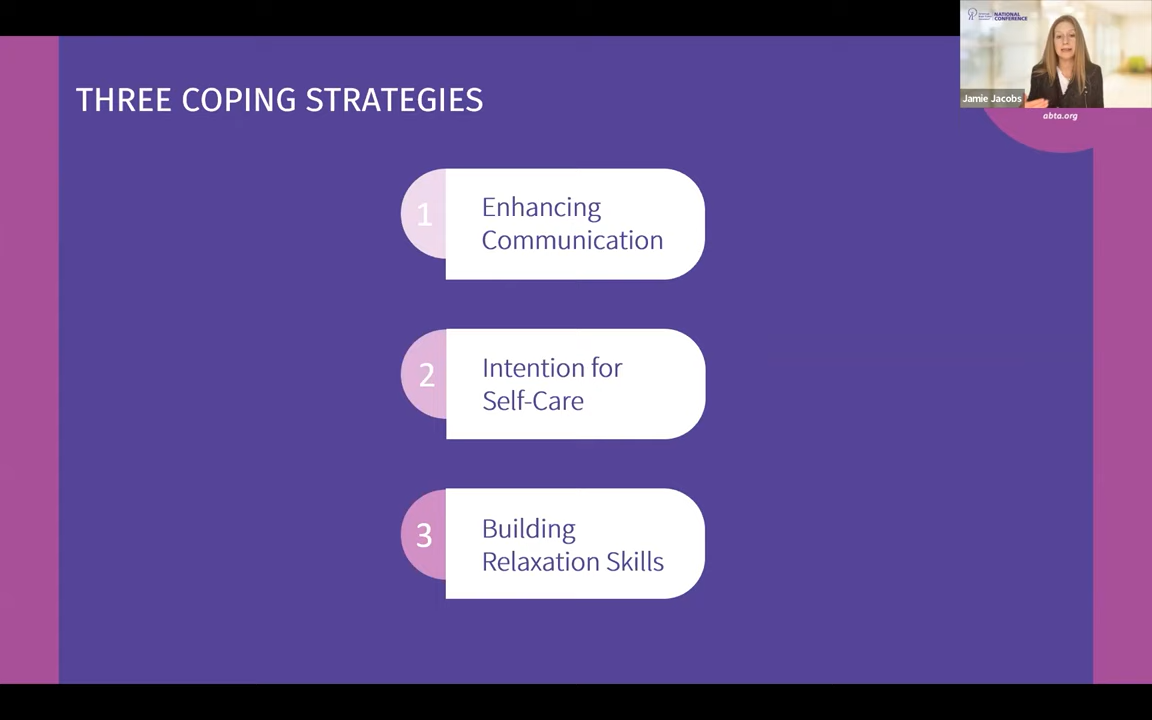 NATIONAL
CONFERENCE
Jamie Jacobs
abta.org
THREE COPING STRATEGIES
1
Enhancing
Communication
2
Intention for
Self-Care
3
Building
Relaxation Skills